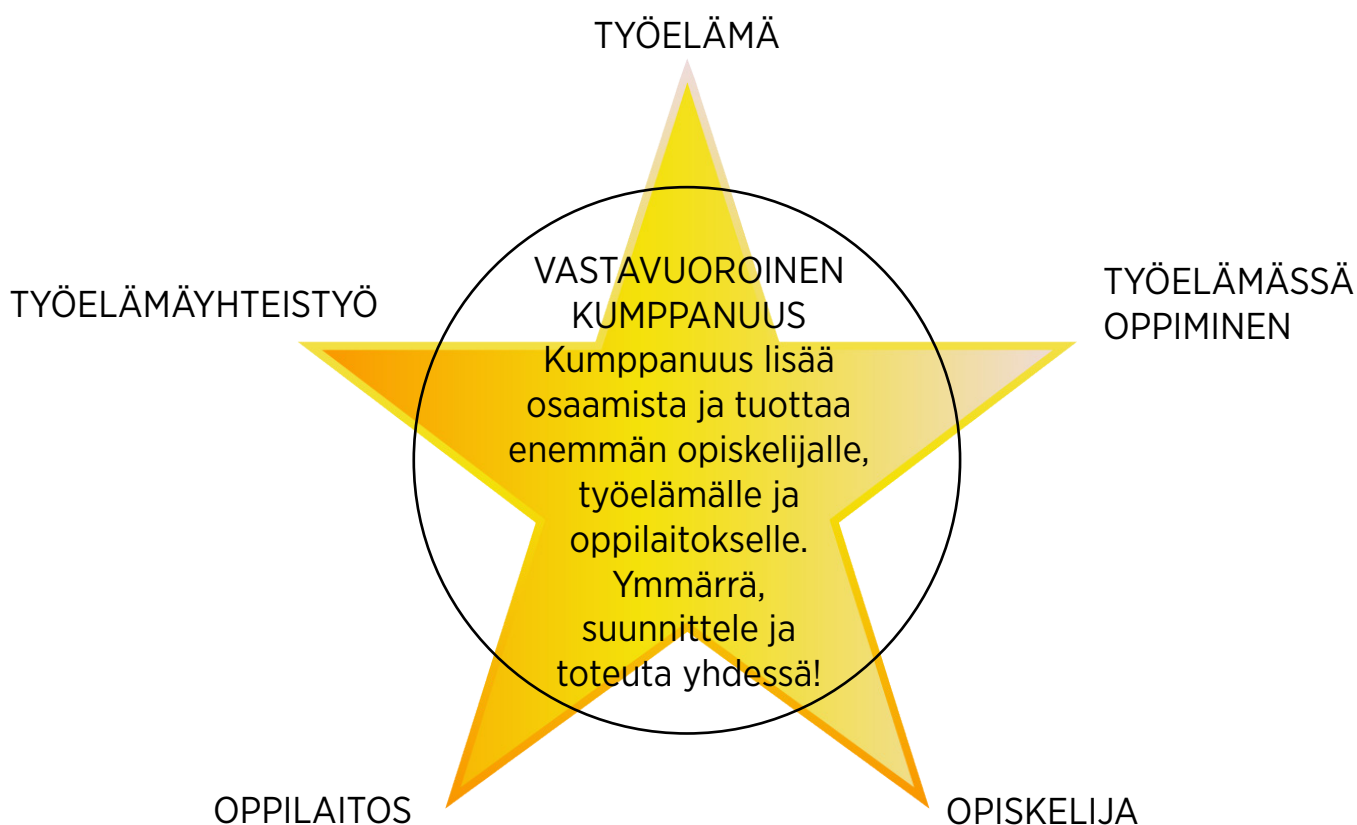 TYÖELÄMÄ
TYÖELÄMÄYHTEISTYÖ
VASTAVUOROINEN
KUMPPANUUS
Kumppanuus lisää
osaamista ja tuottaa
enemmän opiskelijalle,
työelämälle ja
oppilaitokselle.
Ymmärrä,
suunnittele ja
toteuta yhdessä!
TYÖELÄMÄSSÄ
OPPIMINEN
OPPILAITOS
OPISKELIJA